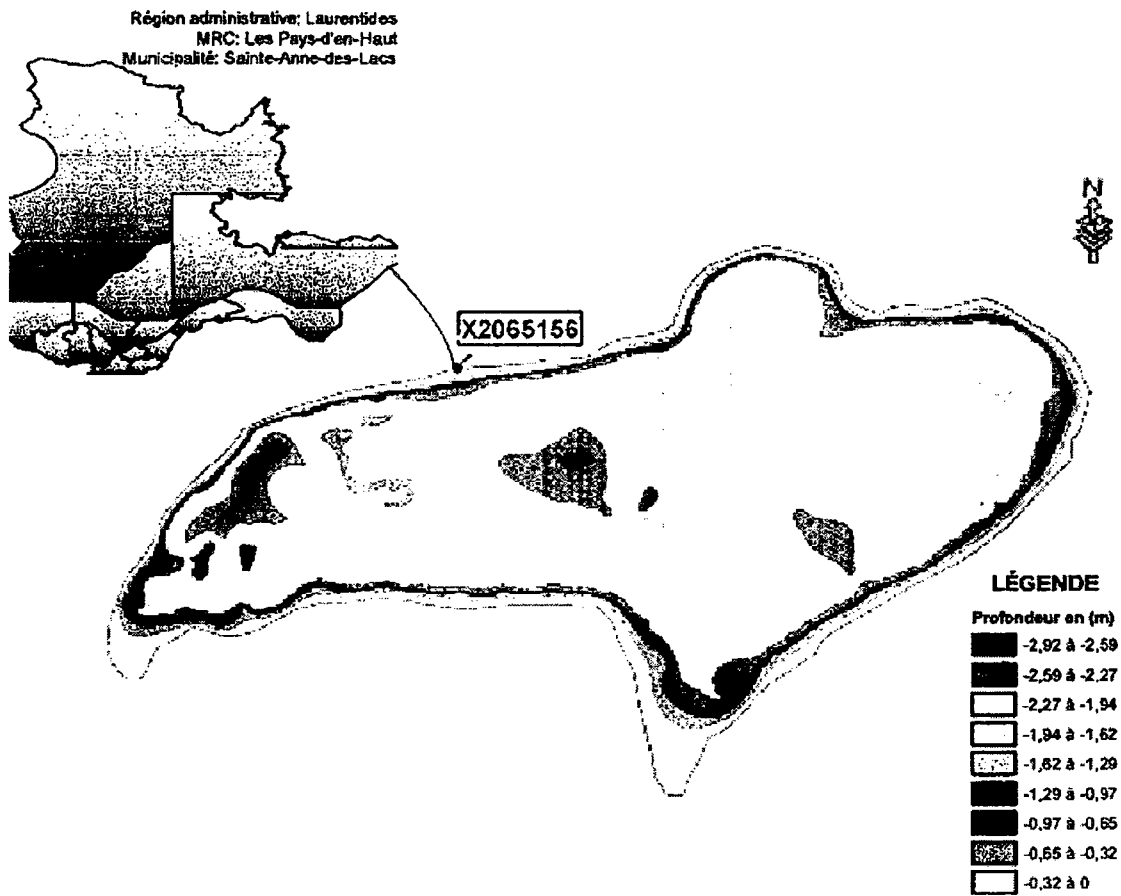 Région administrative: Laurentides
MRC: Les Pays-d'en-Haut
Municipalité: Sainte-Anne-des-Lacs
N
X2065156
LÉGENDE
Profondeur en (m)
-2,92 à -2,59
-2,59 à -2,27
-2,27 à -1,94
-1,94 à -1,62
-1,62 à -1,29
-1,29 à -0,97
-0,97 à -0,65
-0,65 à -0,32
-0,32 à 0